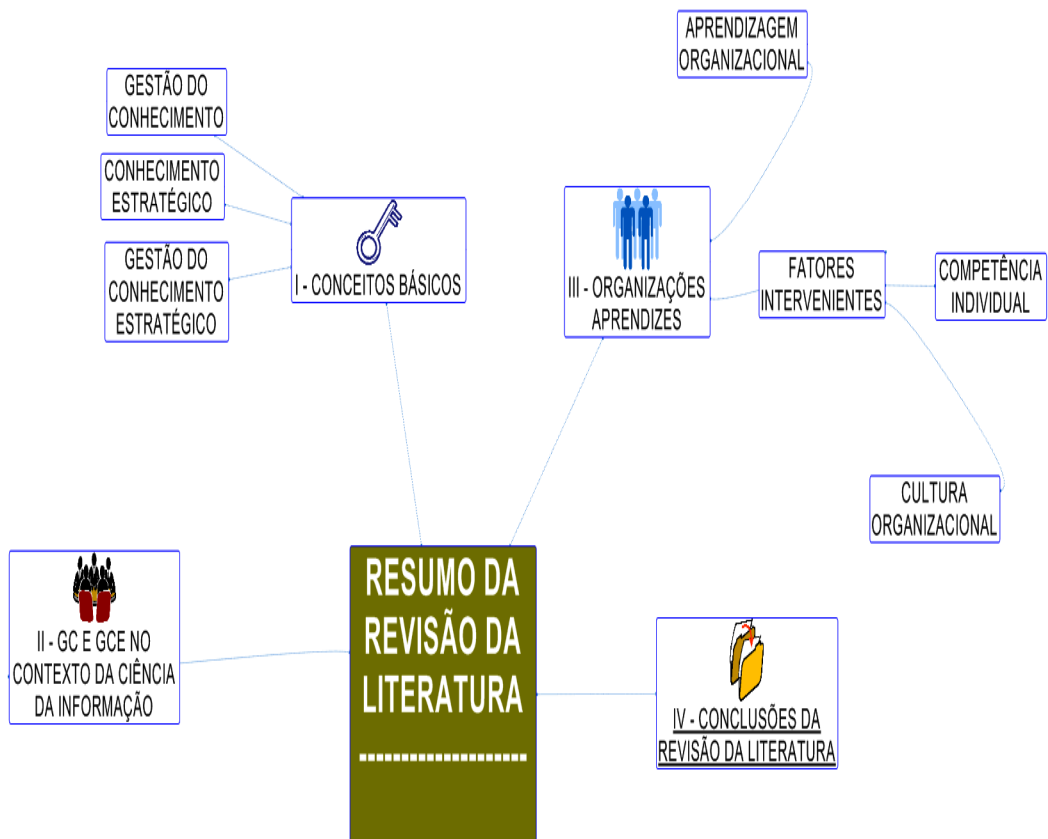 APRENDIZAGEM
ORGANIZACIONAL
GESTÃO DO
CONHECIMENTO
CONHECIMENTO
ESTRATÉGICO
GESTÃO DO
CONHECIMENTO
ESTRATÉGICO
I - CONCEITOS BÁSICOS
III - ORGANIZAÇÕES
APRENDIZES
FATORES
INTERVENIENTES
COMPETÊNCIA
INDIVIDUAL
CULTURA
ORGANIZACIONAL
II - GC E GCE NO
CONTEXTO DA CIÊNCIA
DA INFORMAÇÃO
RESUMO DA
REVISÃO DA
LITERATURA
--------------------
IV - CONCLUSÕES DA
REVISÃO DA LITERATURA